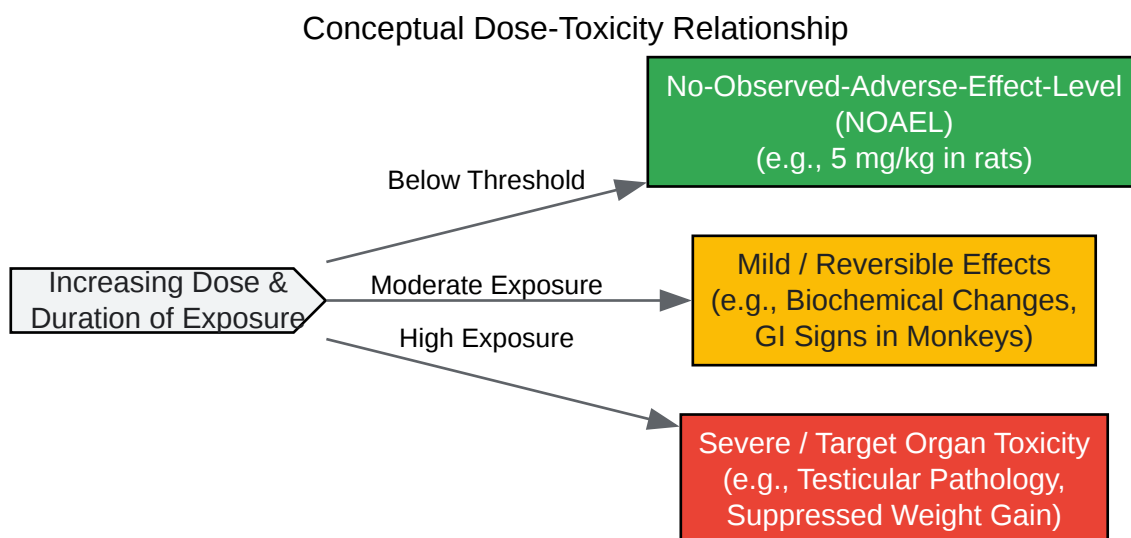 Conceptual Dose-Toxicity Relationship
No-Observed-Adverse-Effect-Level
(NOAEL)
(e.g., 5 mg/kg in rats)
Below Threshold
Increasing Dose &
Duration of Exposure
Moderate Exposure
Mild / Reversible Effects
(e.g., Biochemical Changes,
GI Signs in Monkeys)
High Exposure
Severe / Target Organ Toxicity
(e.g., Testicular Pathology,
Suppressed Weight Gain)